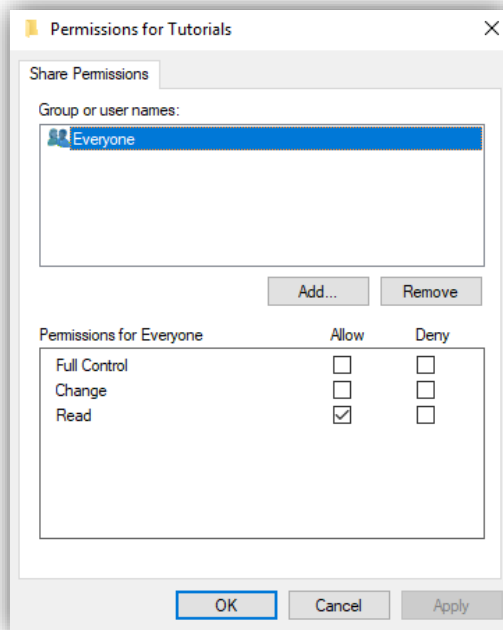 Permissions for Tutorials
Share Permissions
Group or user names:
Everyone
Add... Remove
Permissions for Everyone Allow Deny
Full Control
Change
Read
OK Cancel Apply